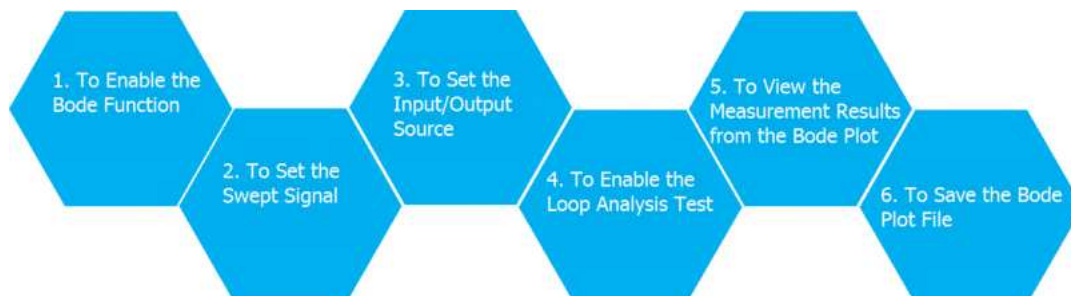 1. To Enable the
Bode Function
2. To Set the
Swept Signal
3. To Set the
Input/Output
Source
4. To Enable the
Loop Analysis Test
5. To View the
Measurement Results
from the Bode Plot
6. To Save the Bode
Plot File